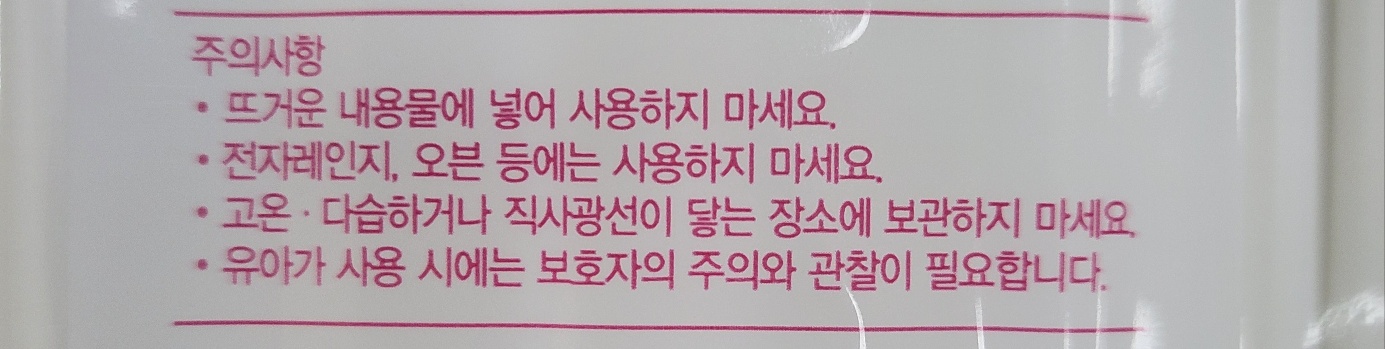 주의사항
• 뜨거운 내용물에 넣어 사용하지 마세요.
• 전자레인지, 오븐 등에는 사용하지 마세요.
• 고온 · 다습하거나 직사광선이 닿는 장소에 보관하지 마세요.
• 유아가 사용 시에는 보호자의 주의와 관찰이 필요합니다.